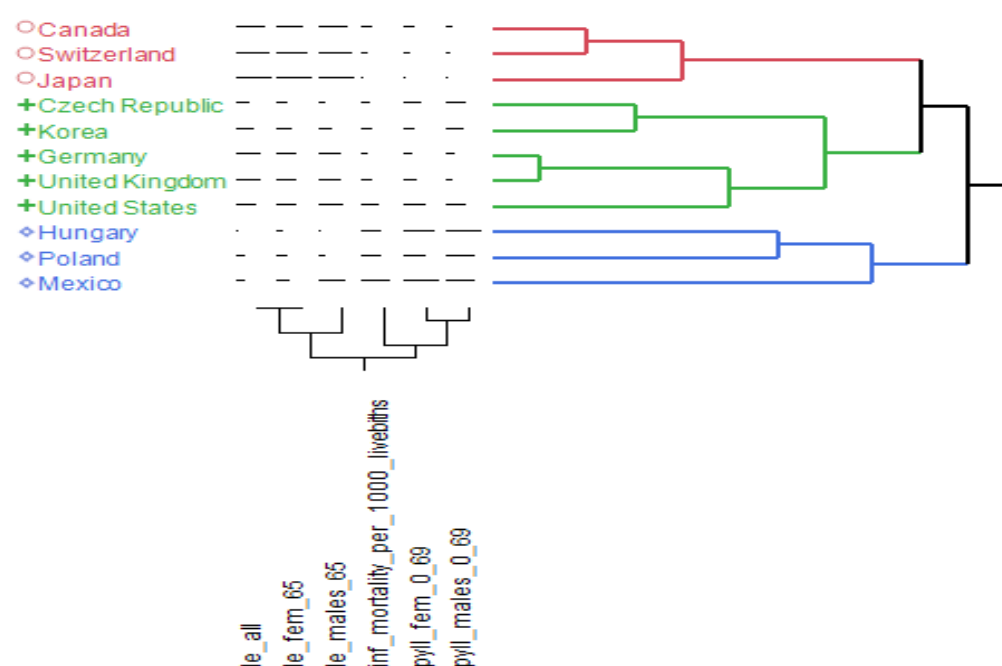 Canada
Switzerland
Japan
Czech Republic
Korea
Germany
United Kingdom
United States
Hungary
Poland
Mexico
le_all
le_fem_65
le_males_65
inf_mortality_per_1000_livebiths
pyll_fem_0_69
pyll_males_0_69